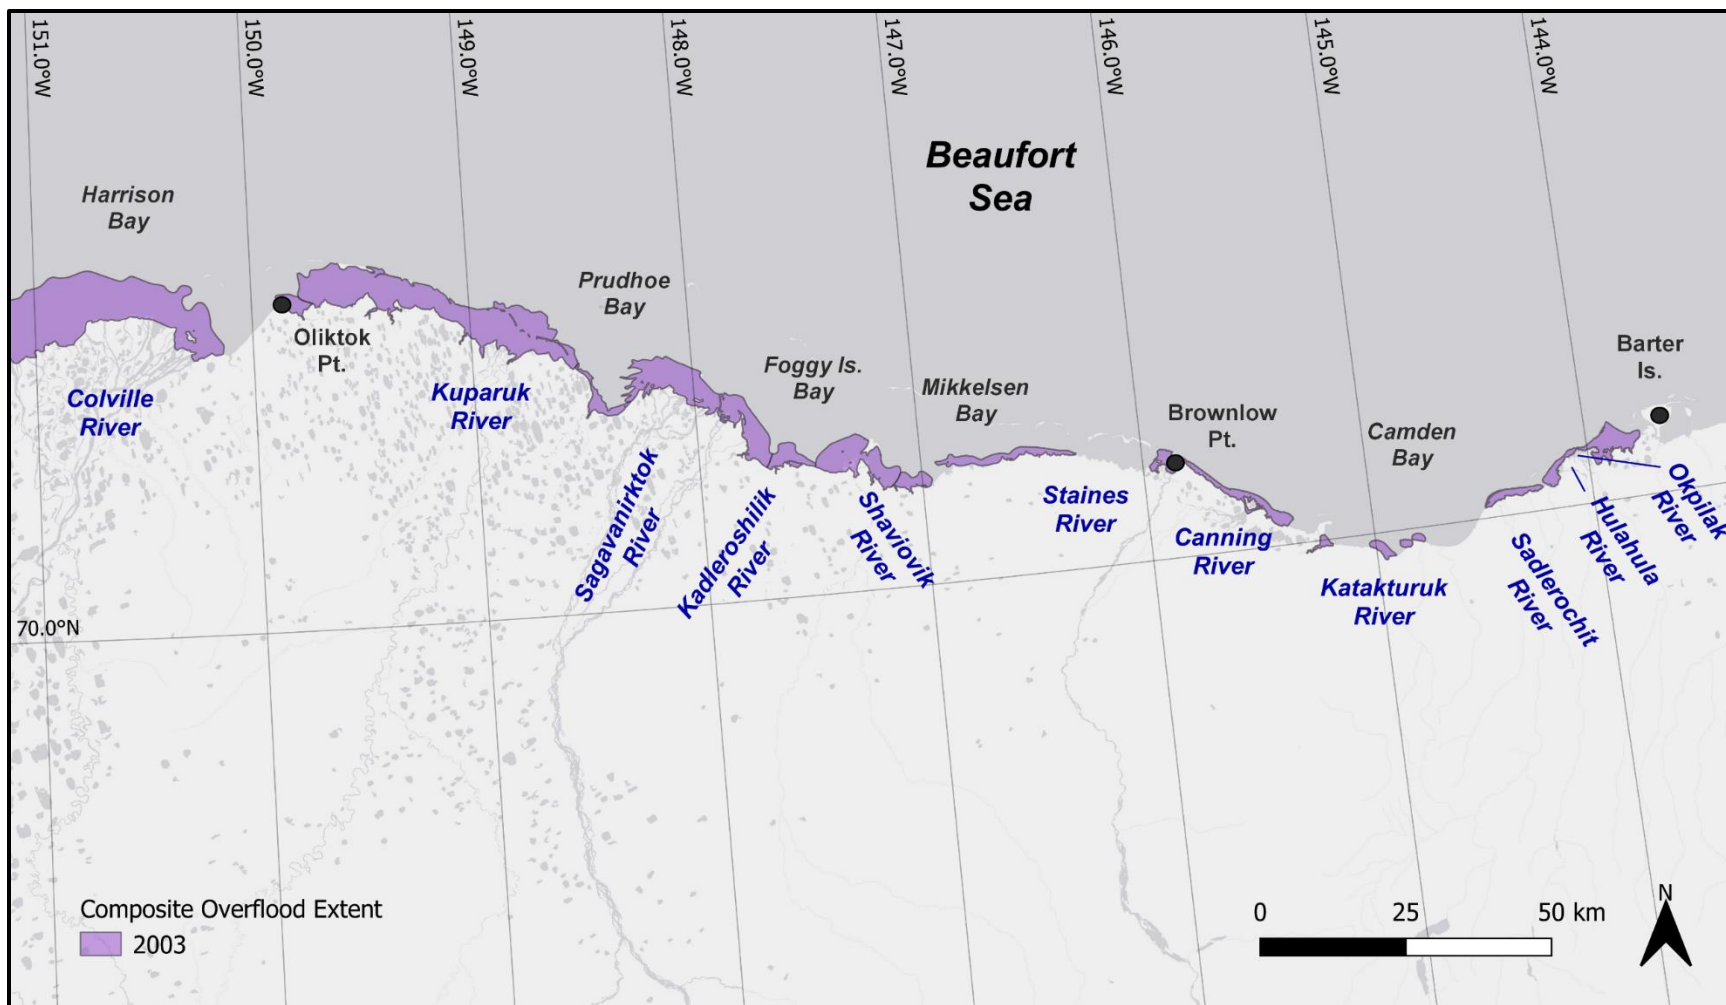 151.0°W
150.0°W
149.0°W
148.0°W
147.0°W
146.0°W
145.0°W
144.0°W
Beaufort
Sea
Harrison
Bay
Prudhoe
Bay
Oliktok
Pt.
Foggy Is.
Bay
Mikkelsen
Bay
Brownlow
Pt.
Camden
Bay
Barter
Is.
Colville
River
Kuparuk
River
Sagavanirktok
River
Kadleroshilik
River
Shaviovik
River
Staines
River
Canning
River
Katakturuk
River
Sadlerochit
River
Hulahula
River
Okpilak
River
70.0°N
Composite Overflood Extent
2003
0 25 50 km
N